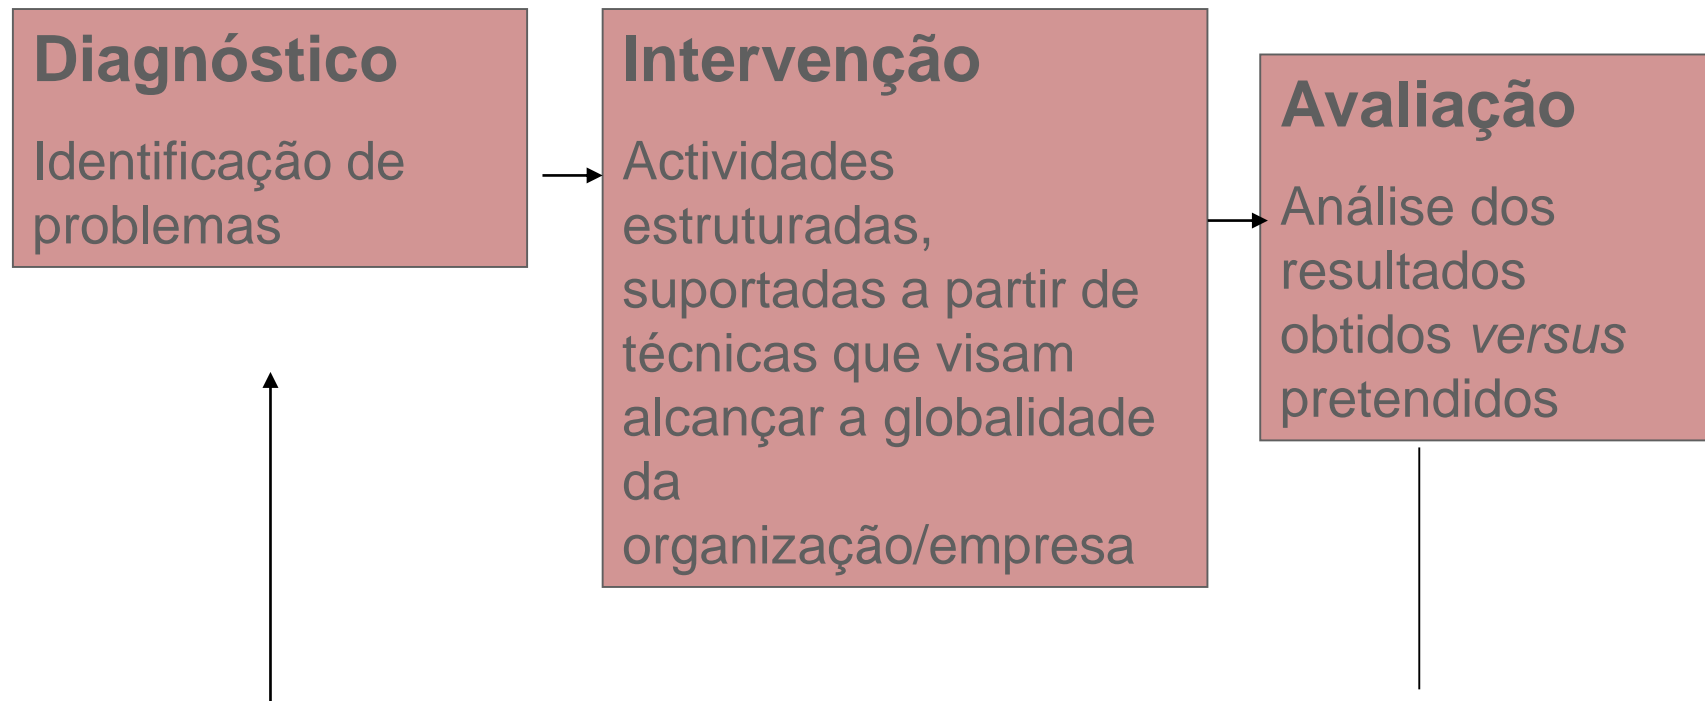 Diagnóstico
Identificação de
problemas
Intervenção
Actividades
estruturadas,
suportadas a partir de
técnicas que visam
alcançar a globalidade
da
organização/empresa
Avaliação
Análise dos
resultados
obtidos versus
pretendidos